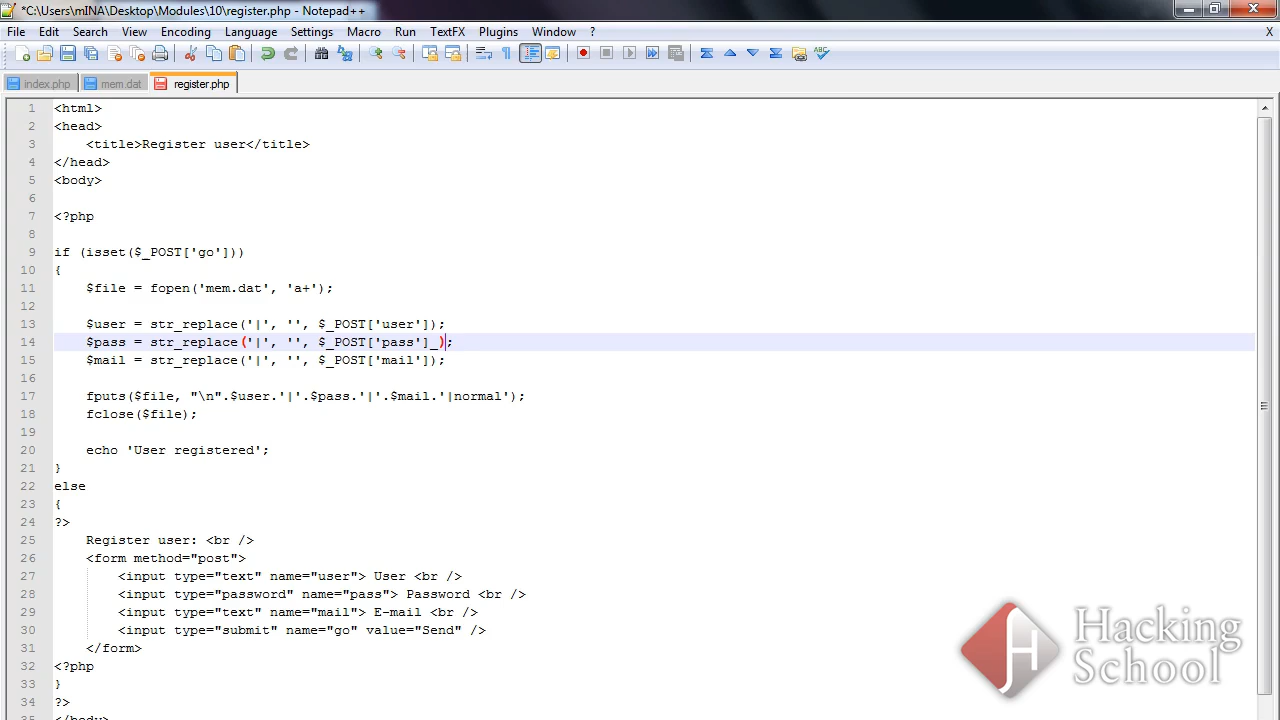 *C:\Users\mINA\Desktop\Modules\10\register.php - Notepad++
File Edit Search View Encoding Language Settings Macro Run TextFX Plugins Window ? X
index.php mem.dat register.php
1 <html>
2 <head>
3 <title>Register user</title>
4 </head>
5 <body>
6
7 <?php
8
9 if (isset($_POST['go']))
10 {
11 $file = fopen('mem.dat', 'a+');
12
13 $user = str_replace('|', '', $_POST['user']);
14 $pass = str_replace('|', '', $_POST['pass']_);
15 $mail = str_replace('|', '', $_POST['mail']);
16
17 fputs($file, "\n".$user.'|'.$pass.'|'.$mail.'|normal');
18 fclose($file);
19
20 echo 'User registered';
21 }
22 else
23 {
24 ?>
25 Register user: <br />
26 <form method="post">
27 <input type="text" name="user"> User <br />
28 <input type="password" name="pass"> Password <br />
29 <input type="text" name="mail"> E-mail <br />
30 <input type="submit" name="go" value="Send" />
31 </form>
32 <?php
33 }
34 ?>
35 </body>
Hacking
School